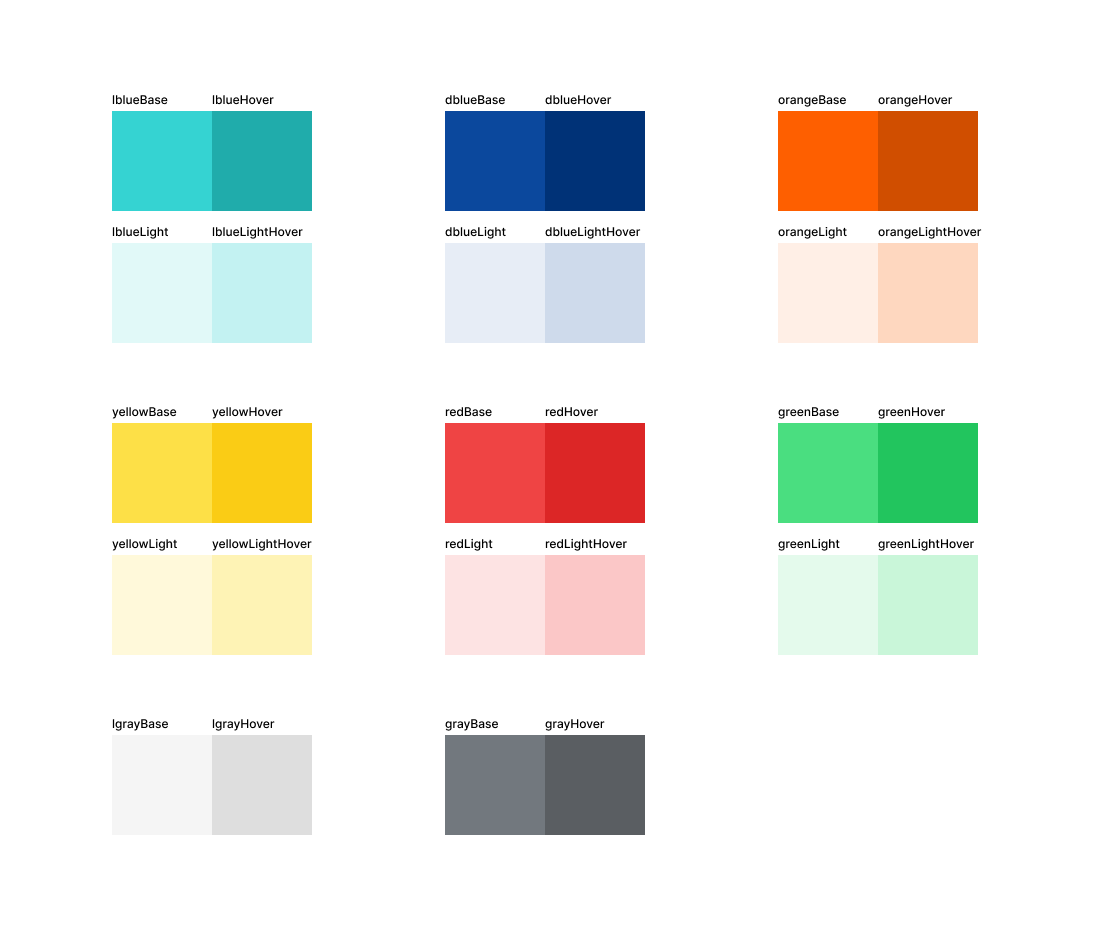 lblueBase lblueHover dblueBase dblueHover orangeBase orangeHover
lblueLight lblueLightHover dblueLight dblueLightHover orangeLight orangeLightHover
yellowBase yellowHover redBase redHover greenBase greenHover
yellowLight yellowLightHover redLight redLightHover greenLight greenLightHover
lgrayBase lgrayHover grayBase grayHover